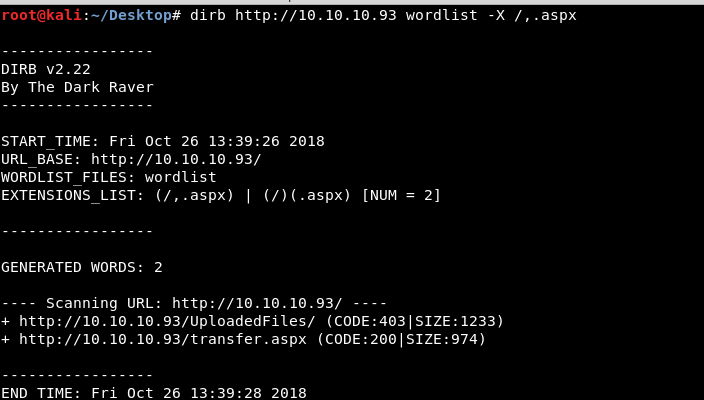 root@kali:~/Desktop# dirb http://10.10.10.93 wordlist -X /,.aspx
-----------------
DIRB v2.22
By The Dark Raver
-----------------
START_TIME: Fri Oct 26 13:39:26 2018
URL_BASE: http://10.10.10.93/
WORDLIST_FILES: wordlist
EXTENSIONS_LIST: (/,.aspx) | (/)(.aspx) [NUM = 2]
-----------------
GENERATED WORDS: 2
---- Scanning URL: http://10.10.10.93/ ----
+ http://10.10.10.93/UploadedFiles/ (CODE:403|SIZE:1233)
+ http://10.10.10.93/transfer.aspx (CODE:200|SIZE:974)
-----------------
END_TIME: Fri Oct 26 13:39:28 2018